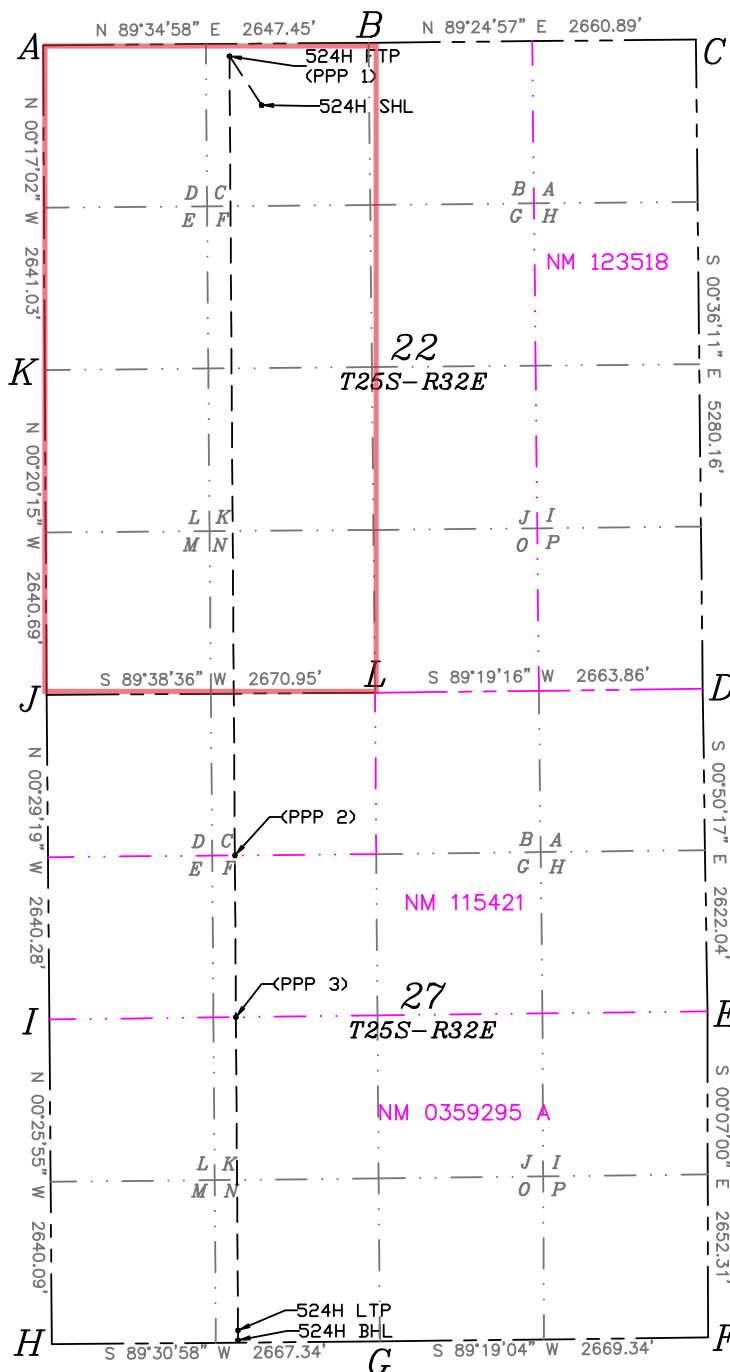 A
N 89°34'58" E 2647.45'
B
N 89°24'57" E 2660.89'
C
524H FTP
(PPP 1)
524H SHL
N 00°17'02" W 2641.03'
D C
E F
B A
G H
NM 123518
S 00°36'11" E 5280.16'
22
T25S-R32E
K
N 00°20'15" W 2640.69'
L K
M N
J I
O P
J
S 89°38'36" W 2670.95'
L
S 89°19'16" W 2663.86'
D
N 00°29'19" W 2640.28'
S 00°50'17" E 2622.04'
(PPP 2)
D C
E F
B A
G H
NM 115421
(PPP 3)
27
T25S-R32E
I
E
N 00°25'55" W 2640.09'
S 00°07'00" E 2652.31'
NM 0359295 A
L K
M N
J I
O P
524H LTP
524H BHL
H
S 89°30'58" W 2667.34'
G
S 89°19'04" W 2669.34'
F